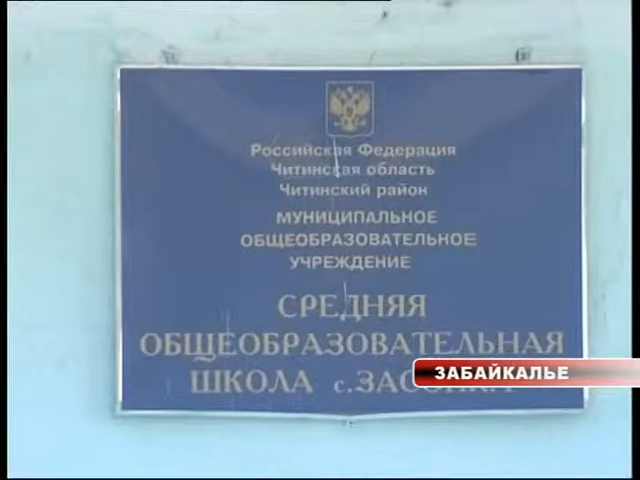 Российская Федерация
Читинская область
Читинский район
МУНИЦИПАЛЬНОЕ
ОБЩЕОБРАЗОВАТЕЛЬНОЕ
УЧРЕЖДЕНИЕ
СРЕДНЯЯ
ОБЩЕОБРАЗОВАТЕЛЬНАЯ
ШКОЛА с.
ЗАБАЙКАЛЬЕ